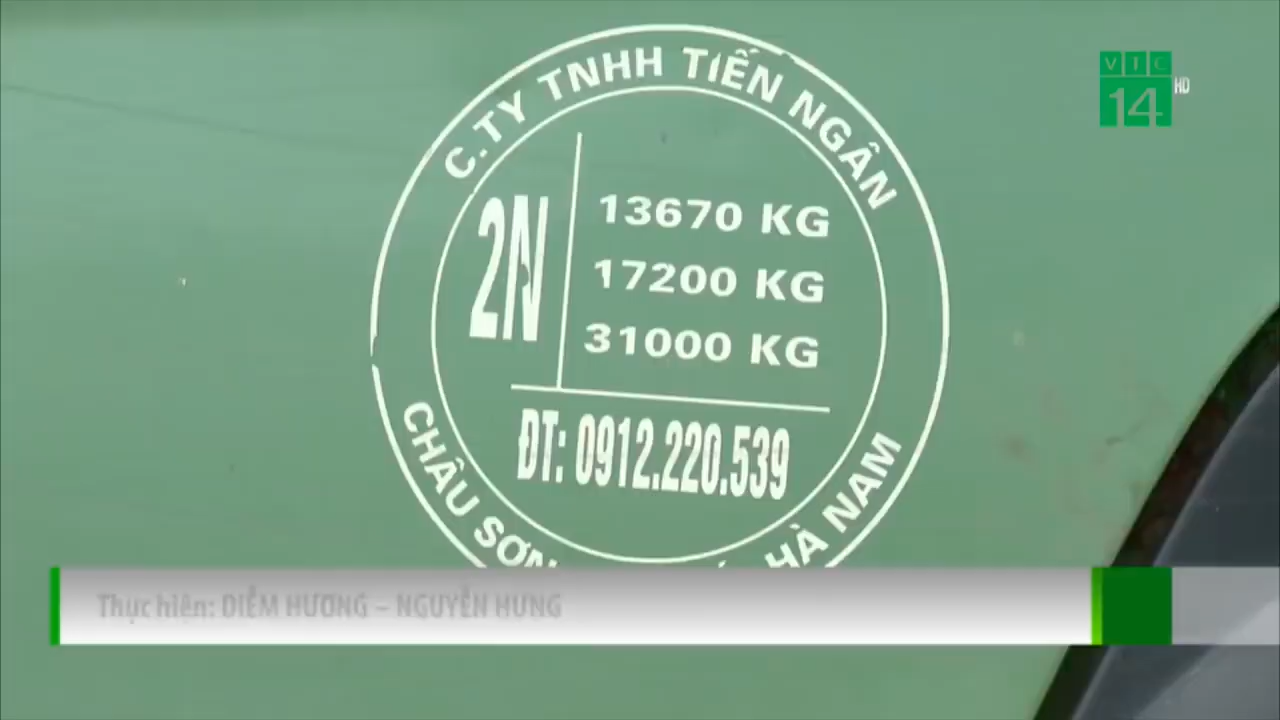 C.TY TNHH TIẾN NGÂN
2N
13670 KG
17200 KG
31000 KG
ĐT: 0912.220.539
CHÂU SƠN
HÀ NAM
VTC
14
HD
Thực hiện: DIỄM HƯƠNG – NGUYỄN HƯNG